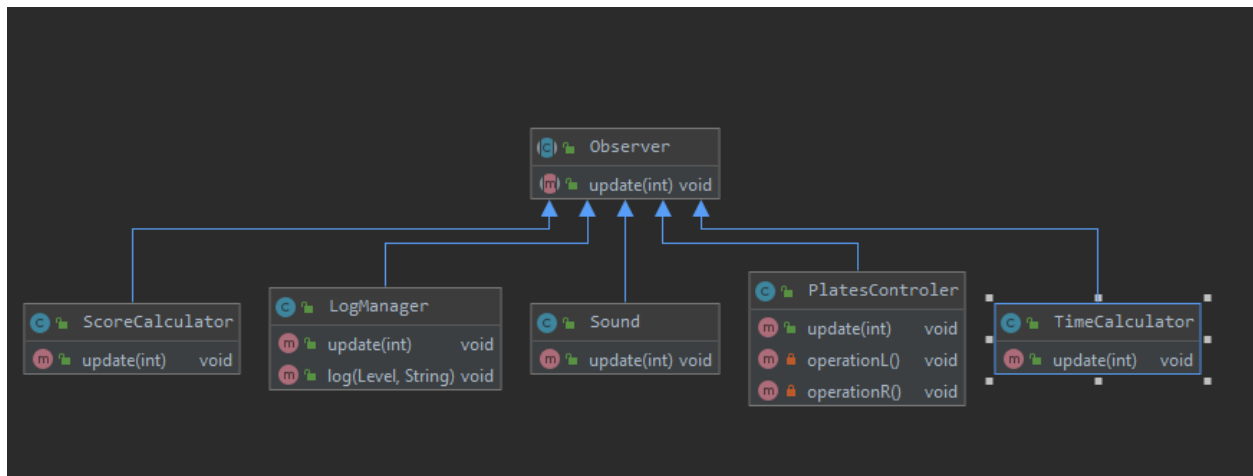 Observer
update(int) void
ScoreCalculator
update(int) void
LogManager
update(int) void
log(Level, String) void
Sound
update(int) void
PlatesControler
update(int) void
operationL() void
operationR() void
TimeCalculator
update(int) void